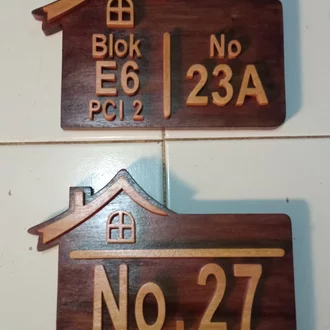 Blok No
E6 23A
PCI 2
No. 27